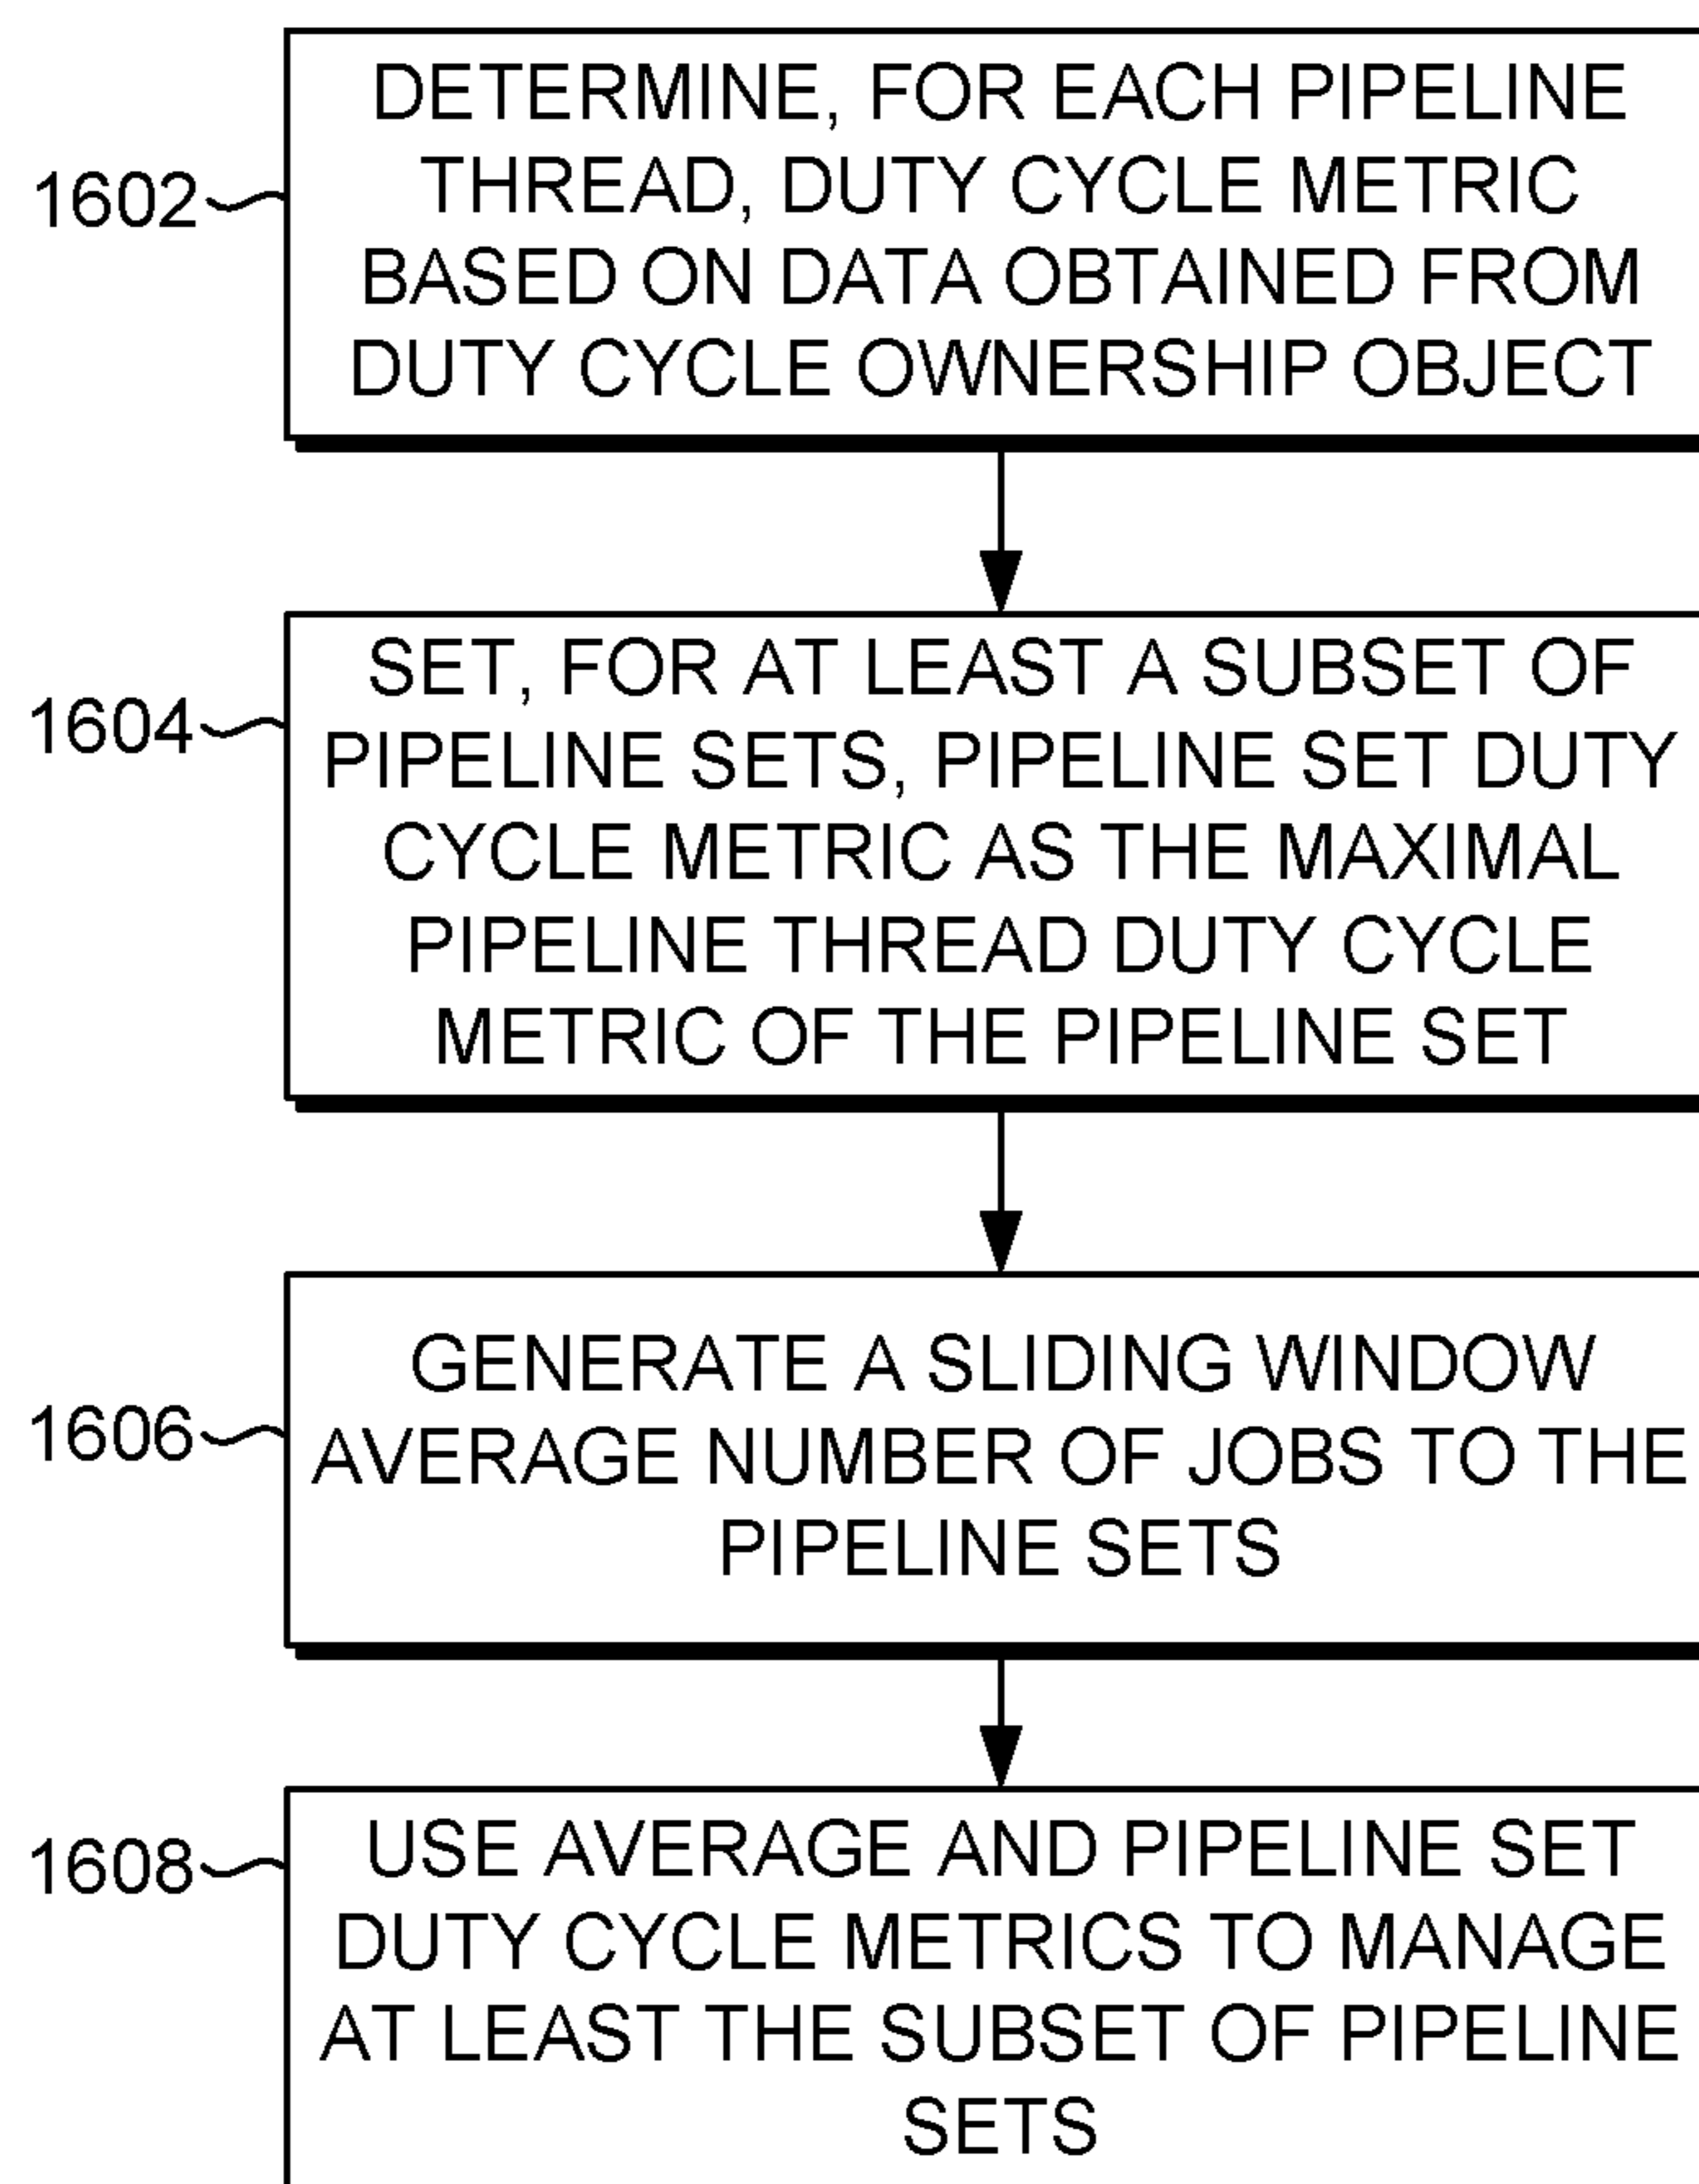 DETERMINE, FOR EACH PIPELINE
THREAD, DUTY CYCLE METRIC
BASED ON DATA OBTAINED FROM
DUTY CYCLE OWNERSHIP OBJECT
1602
SET, FOR AT LEAST A SUBSET OF
PIPELINE SETS, PIPELINE SET DUTY
CYCLE METRIC AS THE MAXIMAL
PIPELINE THREAD DUTY CYCLE
METRIC OF THE PIPELINE SET
1604
GENERATE A SLIDING WINDOW
AVERAGE NUMBER OF JOBS TO THE
PIPELINE SETS
1606
USE AVERAGE AND PIPELINE SET
DUTY CYCLE METRICS TO MANAGE
AT LEAST THE SUBSET OF PIPELINE
SETS
1608